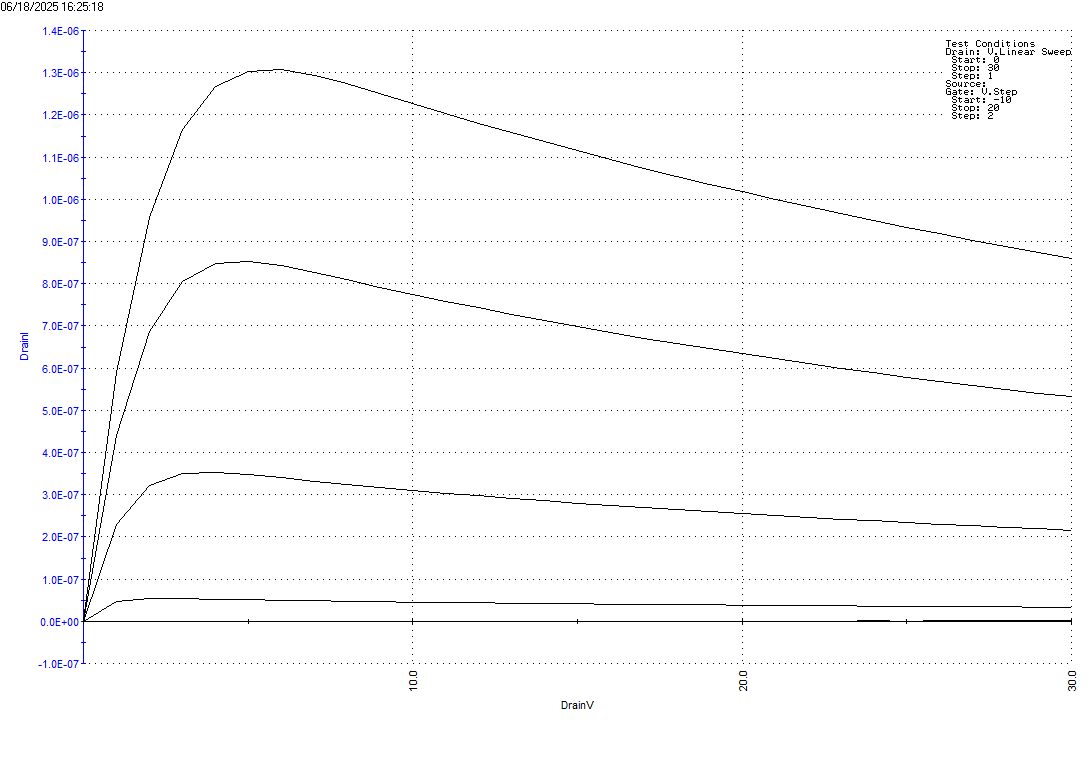 06/18/2025 16:25:18
1.4E-06
1.3E-06
1.2E-06
1.1E-06
1.0E-06
9.0E-07
8.0E-07
7.0E-07
6.0E-07
5.0E-07
4.0E-07
3.0E-07
2.0E-07
1.0E-07
0.0E+00
-1.0E-07
DrainI
Test Conditions
Drain: V.Linear Sweep
Start: 0
Stop: 30
Step: 1
Source:
Gate: V.Step
Start: -10
Stop: 20
Step: 2
10.0
20.0
30.0
DrainV